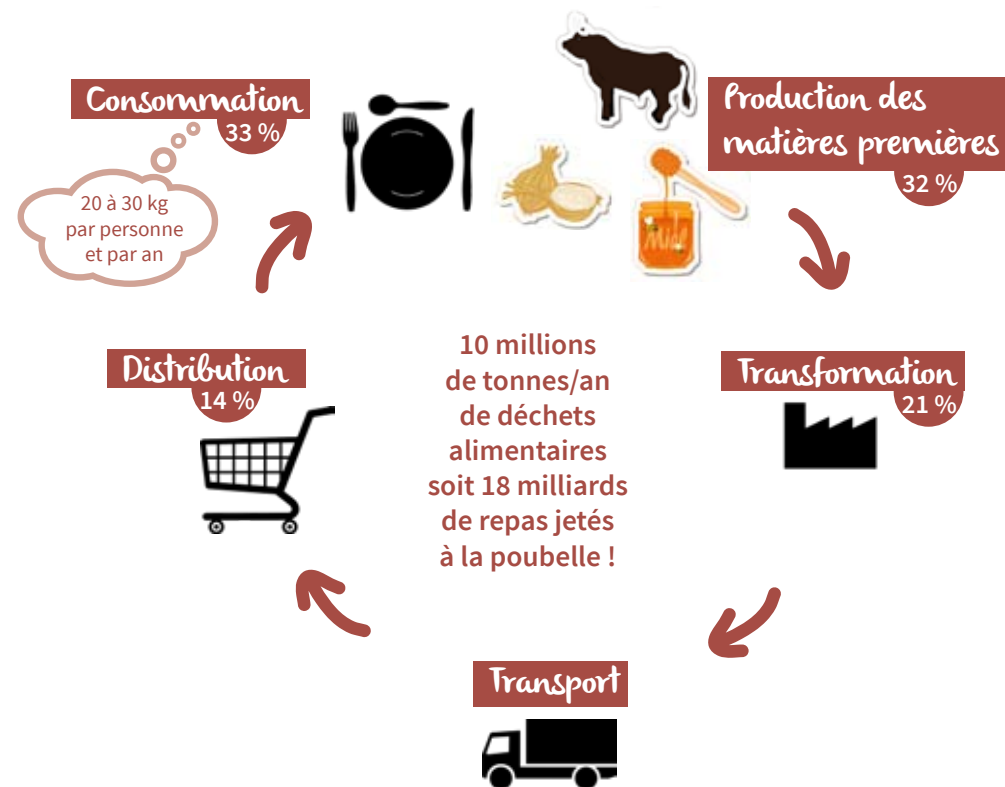 Consommation
33 %
20 à 30 kg
par personne
et par an
Production des
matières premières
32 %
Miel
Distribution
14 %
10 millions
de tonnes/an
de déchets
alimentaires
soit 18 milliards
de repas jetés
à la poubelle !
Transformation
21 %
Transport